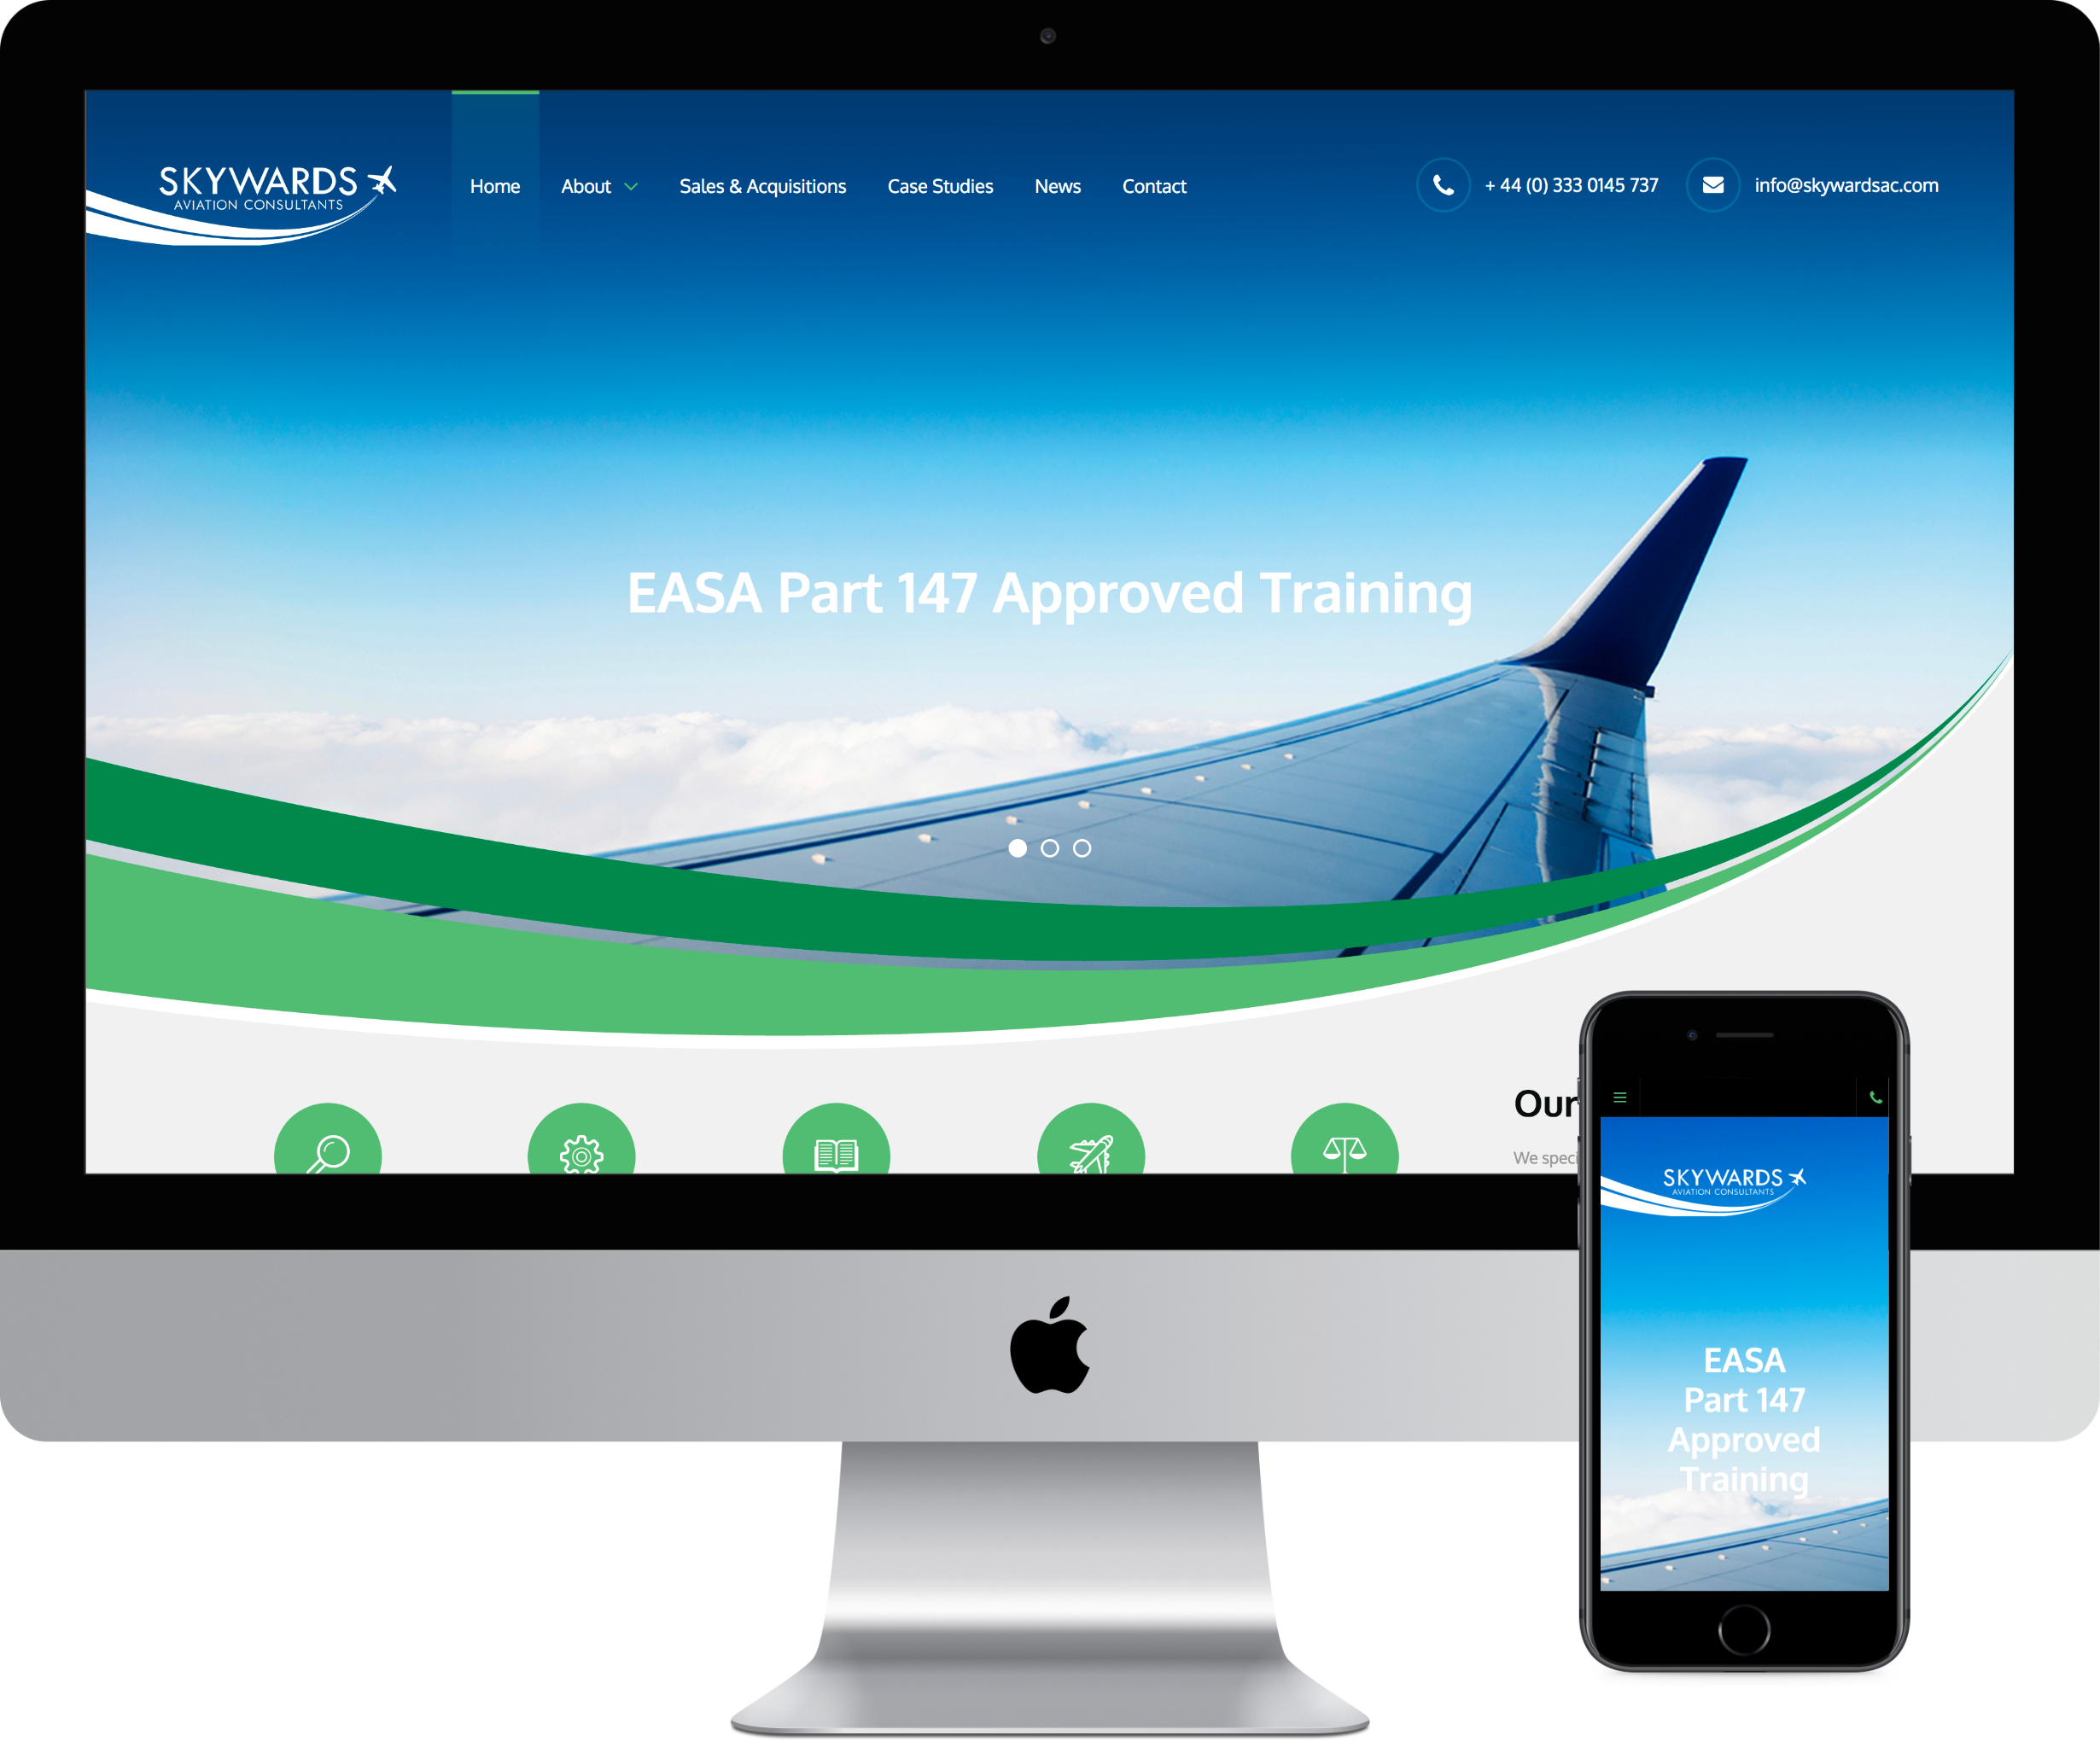 SKYWARDS
AVIATION CONSULTANTS
Home About Sales & Acquisitions Case Studies News Contact
+ 44 (0) 333 0145 737 info@skywardsac.com
EASA Part 147 Approved Training
Our
We speci
SKYWARDS
AVIATION CONSULTANTS
EASA
Part 147
Approved
Training